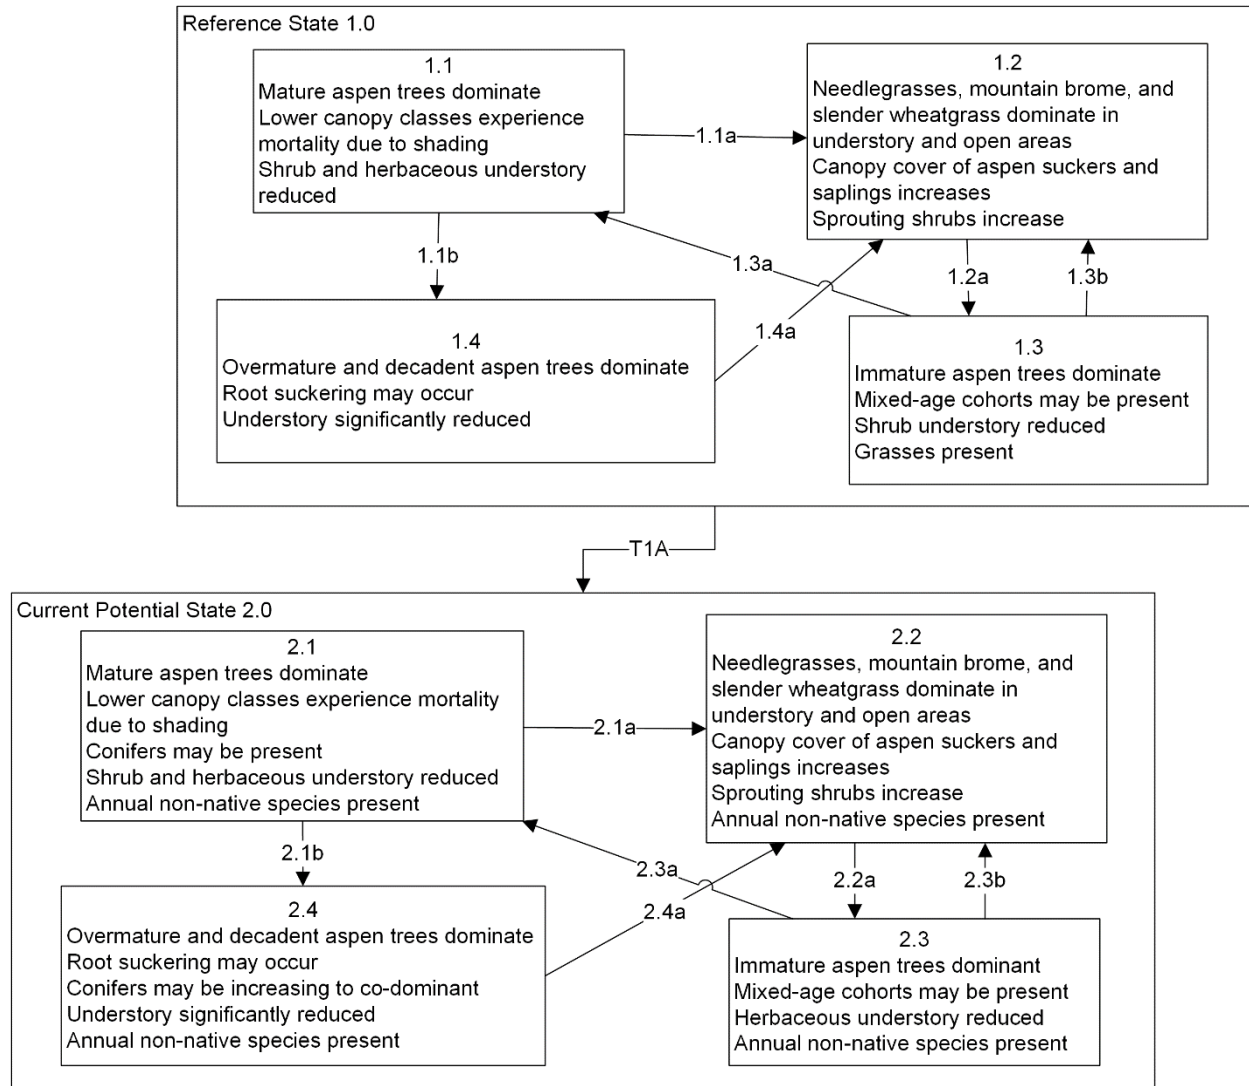 Reference State 1.0
1.1
Mature aspen trees dominate
Lower canopy classes experience
mortality due to shading
Shrub and herbaceous understory
reduced
1.1a
1.2
Needlegrasses, mountain brome, and
slender wheatgrass dominate in
understory and open areas
Canopy cover of aspen suckers and
saplings increases
Sprouting shrubs increase
1.1b
1.3a
1.2a
1.3b
1.4a
1.4
Overmature and decadent aspen trees dominate
Root suckering may occur
Understory significantly reduced
1.3
Immature aspen trees dominate
Mixed-age cohorts may be present
Shrub understory reduced
Grasses present
T1A
Current Potential State 2.0
2.1
Mature aspen trees dominate
Lower canopy classes experience mortality
due to shading
Conifers may be present
Shrub and herbaceous understory reduced
Annual non-native species present
2.1a
2.2
Needlegrasses, mountain brome, and
slender wheatgrass dominate in
understory and open areas
Canopy cover of aspen suckers and
saplings increases
Sprouting shrubs increase
Annual non-native species present
2.1b
2.3a
2.2a
2.3b
2.4a
2.4
Overmature and decadent aspen trees dominate
Root suckering may occur
Conifers may be increasing to co-dominant
Understory significantly reduced
Annual non-native species present
2.3
Immature aspen trees dominant
Mixed-age cohorts may be present
Herbaceous understory reduced
Annual non-native species present